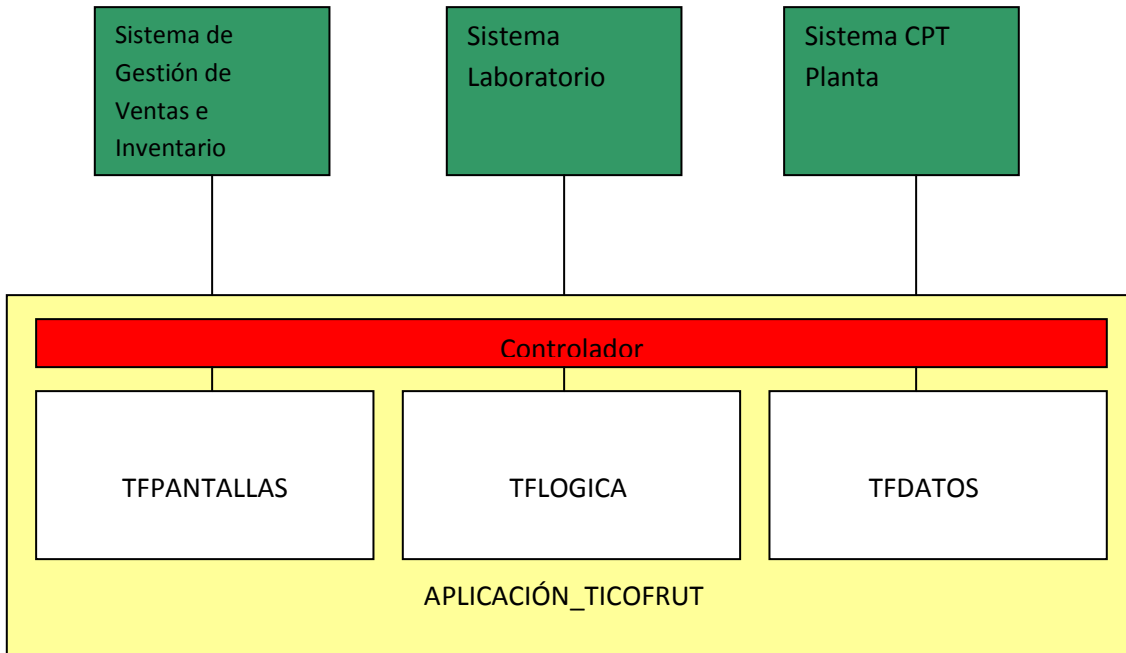 Sistema de
Gestión de
Ventas e
Inventario
Sistema
Laboratorio
Sistema CPT
Planta
Controlador
TFPANTALLAS
TFLOGICA
TFDATOS
APLICACIÓN_TICOFRUT